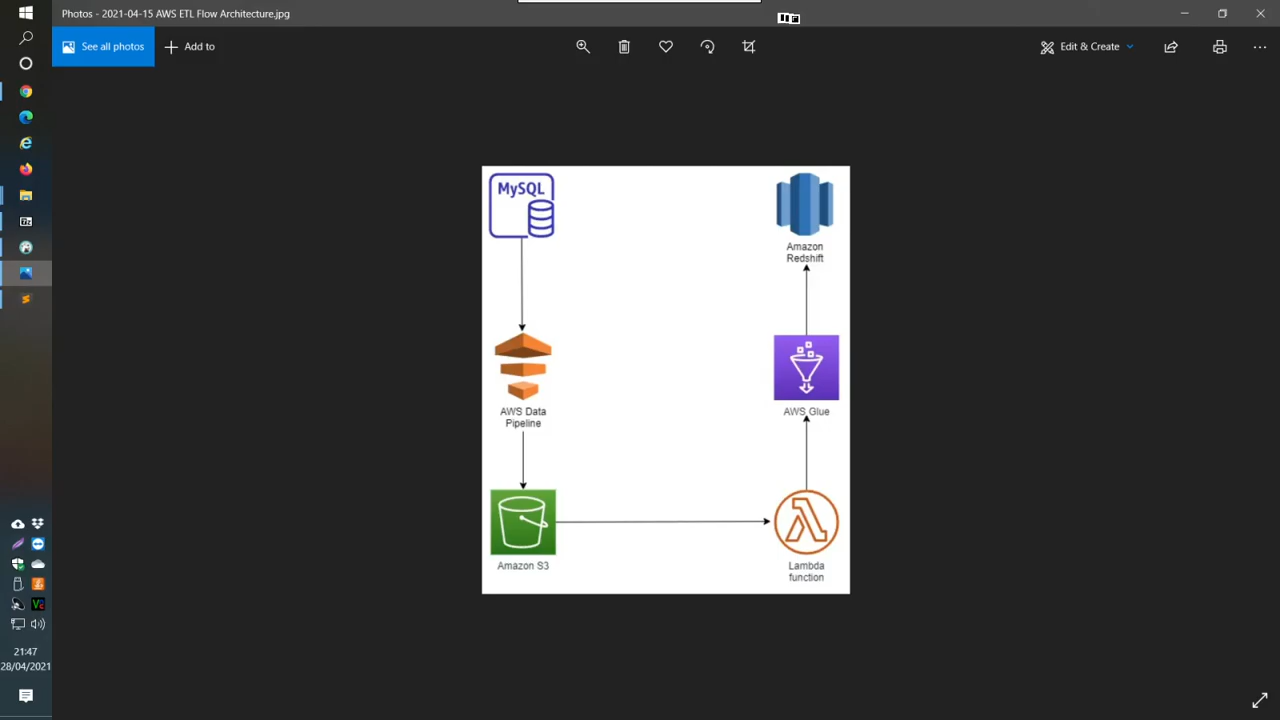 Photos - 2021-04-15 AWS ETL Flow Architecture.jpg
See all photos
Add to
Edit & Create
MySQL
Amazon
Redshift
AWS Data
Pipeline
AWS Glue
Amazon S3
Lambda
function
21:47
28/04/2021